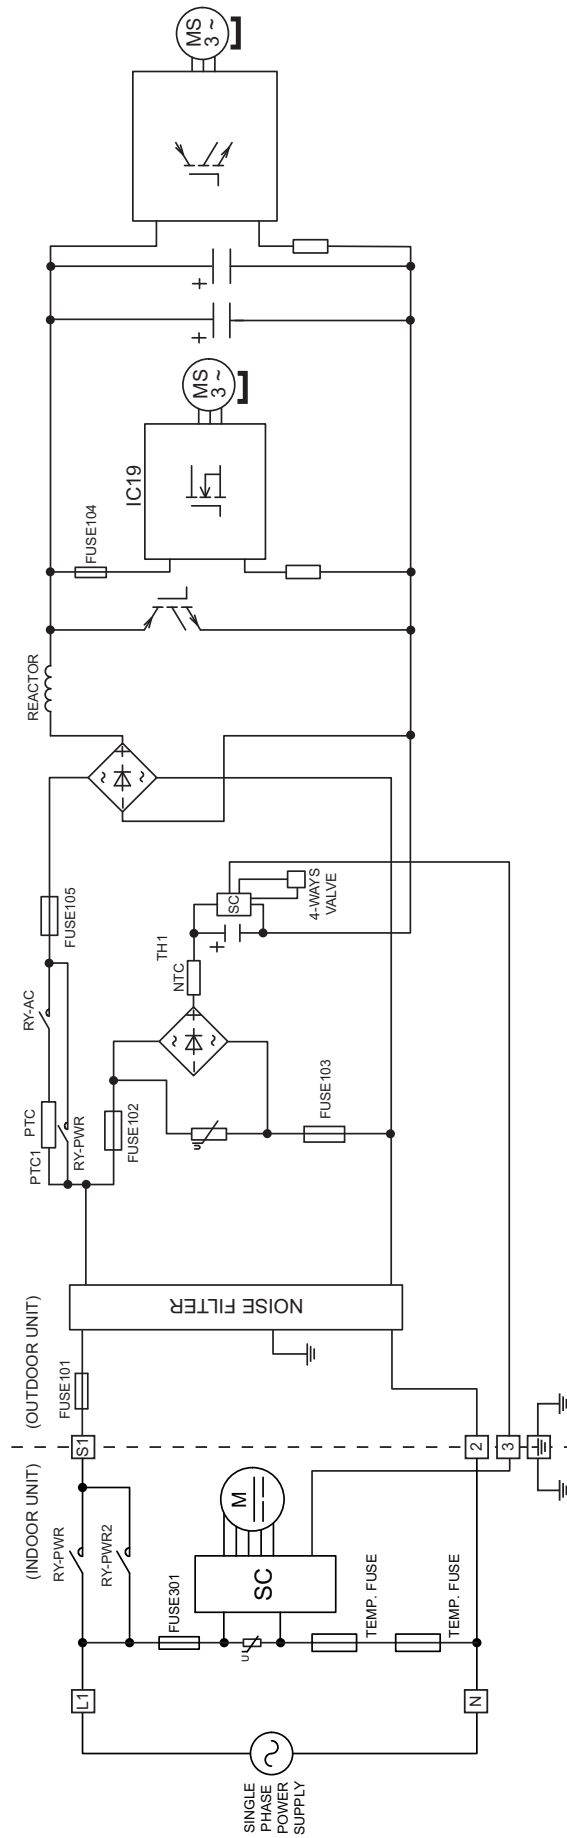 MS
3 ~
+
+
MS
3 ~
IC19
FUSE104
REACTOR
+
~
~
-
FUSE105
SC
4-WAYS
VALVE
+
TH1
NTC
RY-AC
PTC
PTC1
RY-PWR
FUSE102
+
~
~
-
U
FUSE103
NOISE FILTER
(OUTDOOR UNIT)
FUSE101
S1
2
3
(INDOOR UNIT)
RY-PWR
RY-PWR2
M
SC
FUSE301
U
TEMP. FUSE
TEMP. FUSE
L1
N
SINGLE
PHASE
POWER
SUPPLY